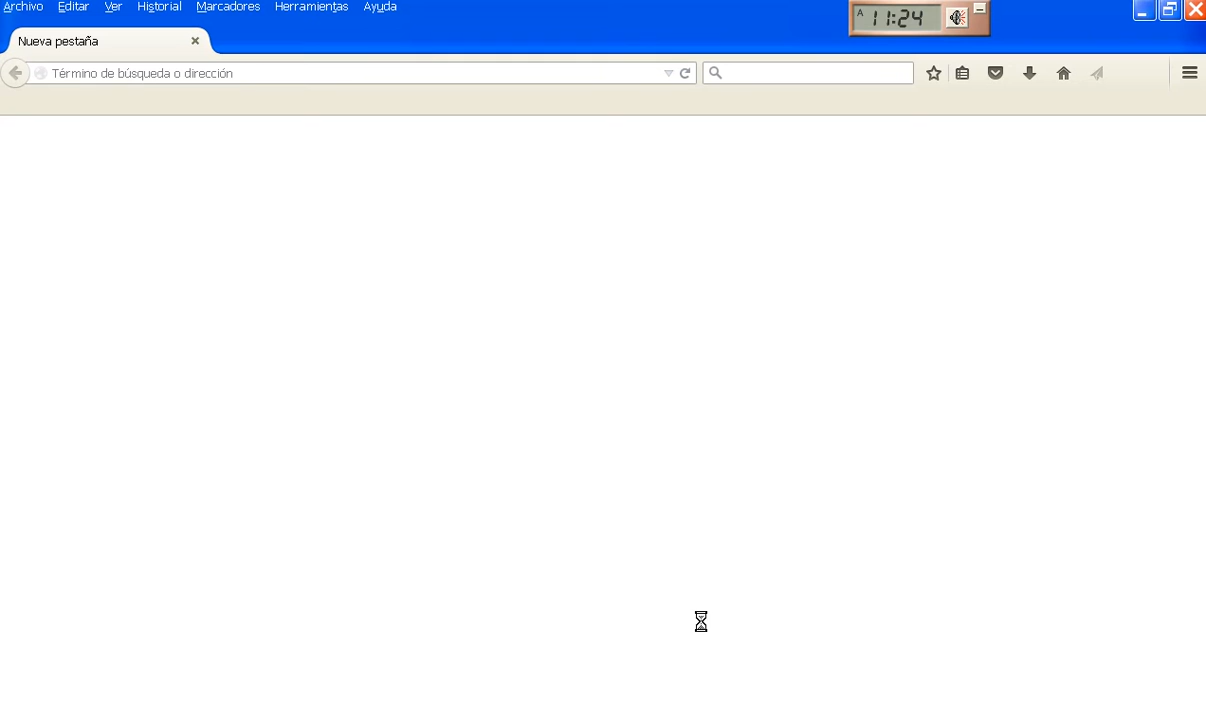 Archivo Editar Ver Historial Marcadores Herramientas Ayuda
A 11:24
Nueva pestaña
Término de búsqueda o dirección